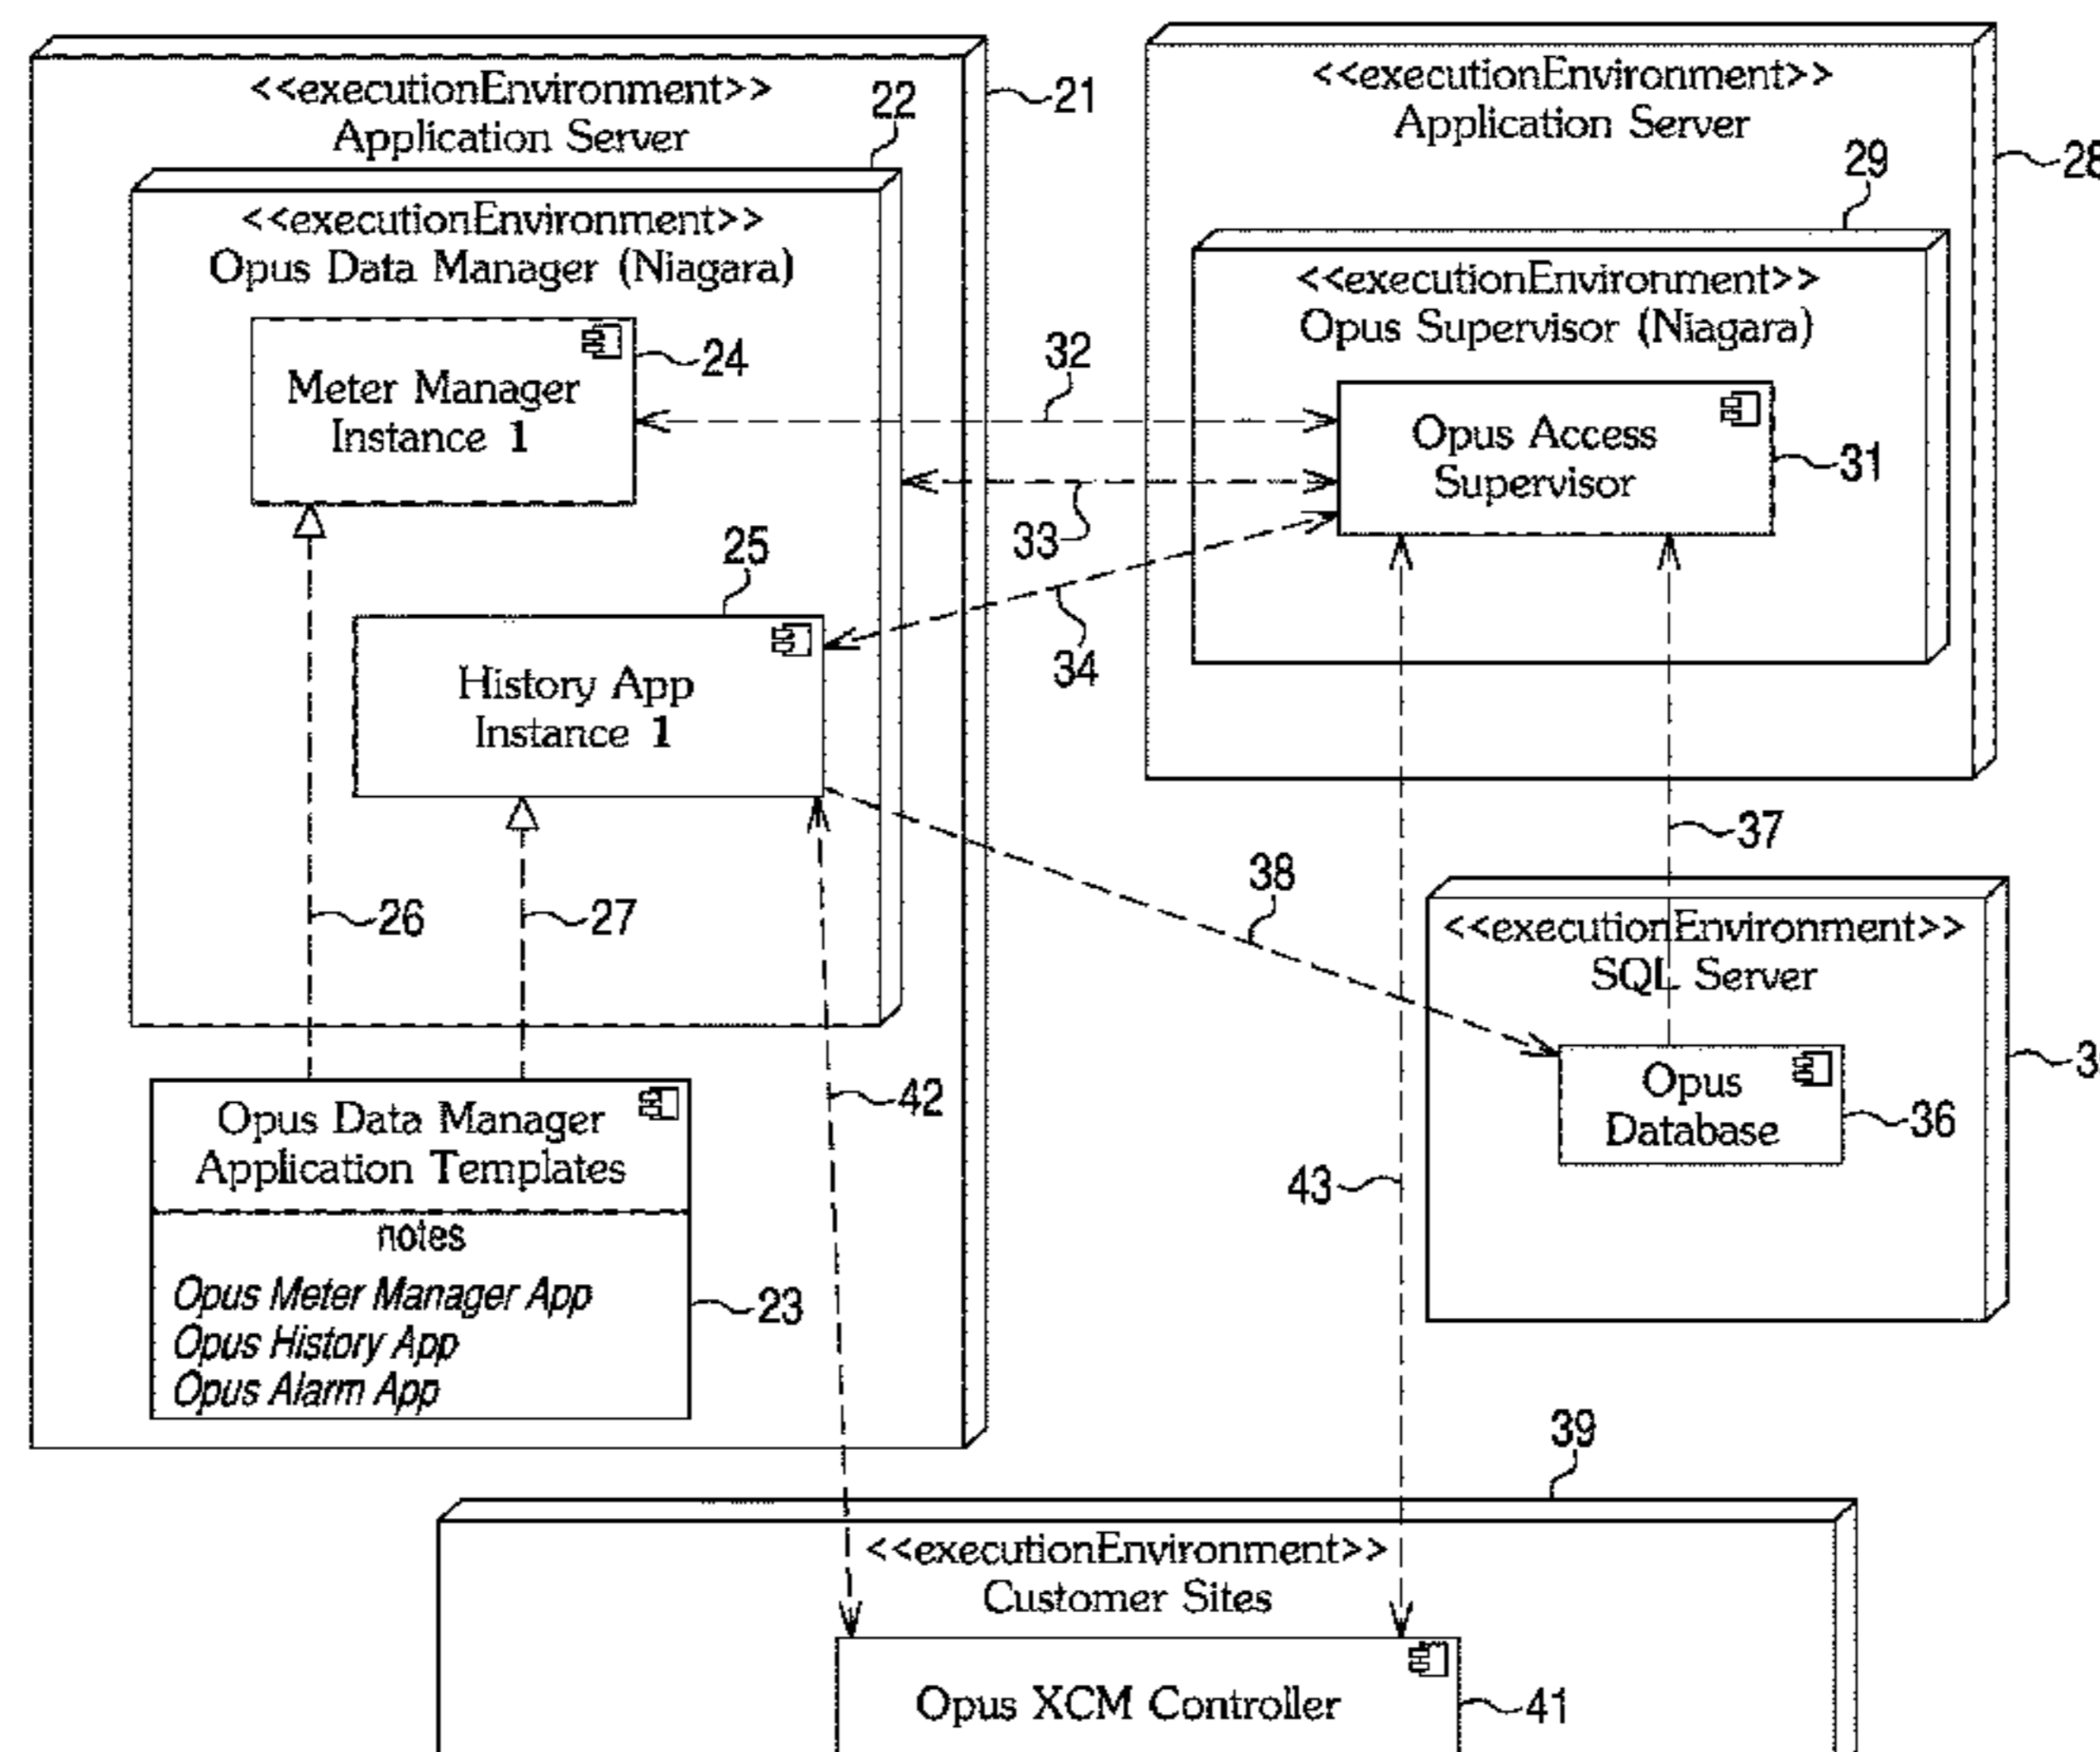 <<executionEnvironment>>
Application Server
21
22
<<executionEnvironment>>
Opus Data Manager (Niagara)
Meter Manager
Instance 1
24
25
History App
Instance 1
26
27
Opus Data Manager
Application Templates
notes
Opus Meter Manager App
Opus History App
Opus Alarm App
23
42
<<executionEnvironment>>
Application Server
28
29
<<executionEnvironment>>
Opus Supervisor (Niagara)
Opus Access
Supervisor
31
32
33
34
37
38
<<executionEnvironment>>
SQL Server
3
Opus
Database
36
43
39
<<executionEnvironment>>
Customer Sites
Opus XCM Controller
41